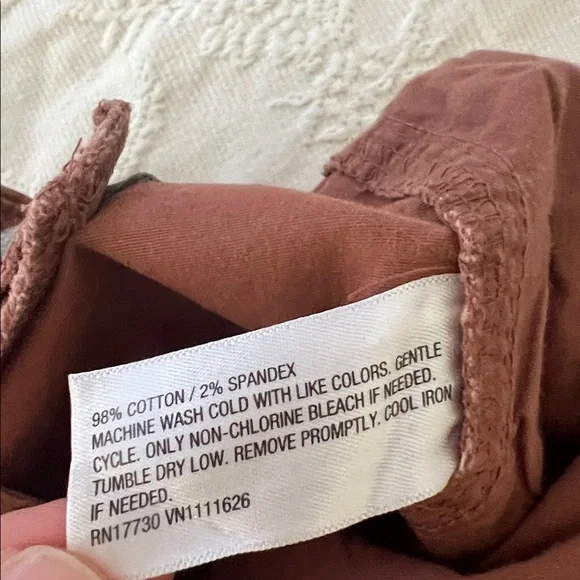 98% COTTON / 2% SPANDEX
MACHINE WASH COLD WITH LIKE COLORS. GENTLE
CYCLE. ONLY NON-CHLORINE BLEACH IF NEEDED.
TUMBLE DRY LOW. REMOVE PROMPTLY. COOL IRON
IF NEEDED.
RN17730 VN1111626